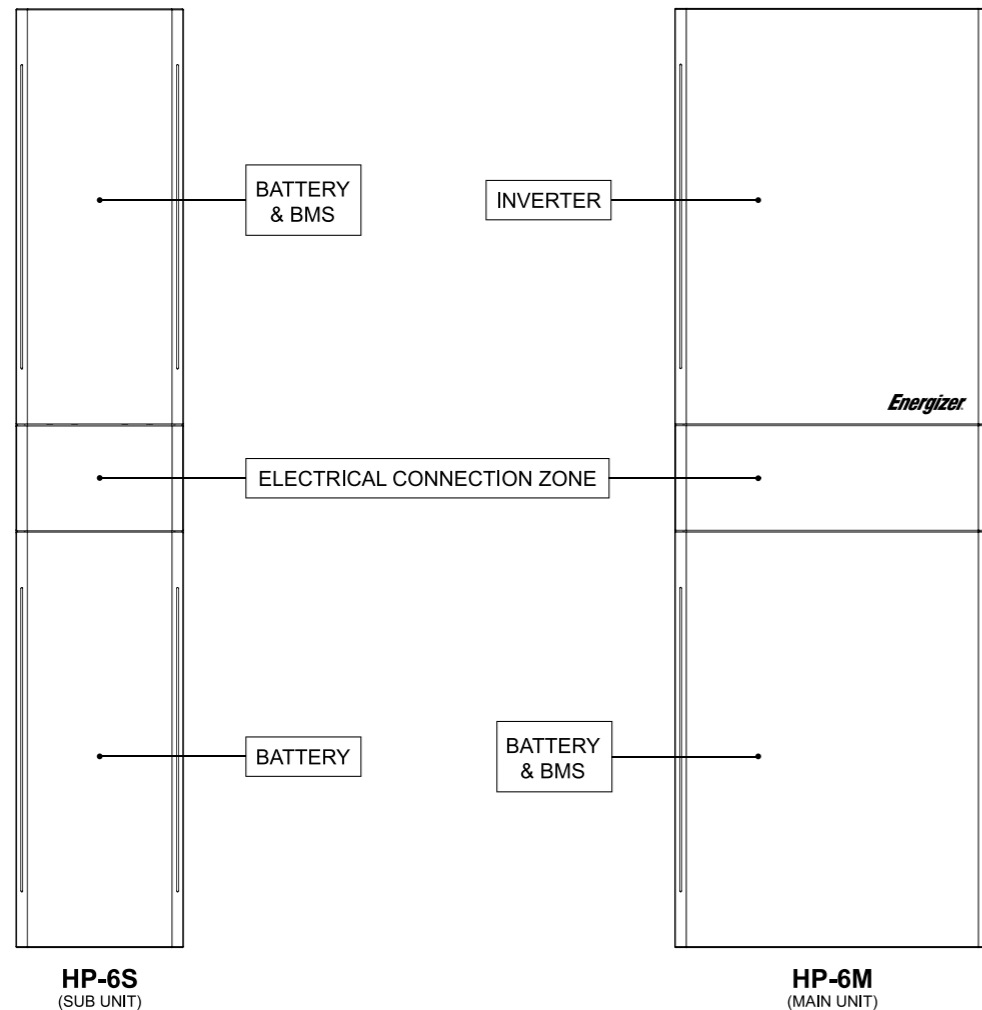 BATTERY
& BMS
INVERTER
Energizer.
ELECTRICAL CONNECTION ZONE
BATTERY
BATTERY
& BMS
HP-6S
(SUB UNIT)
HP-6M
(MAIN UNIT)